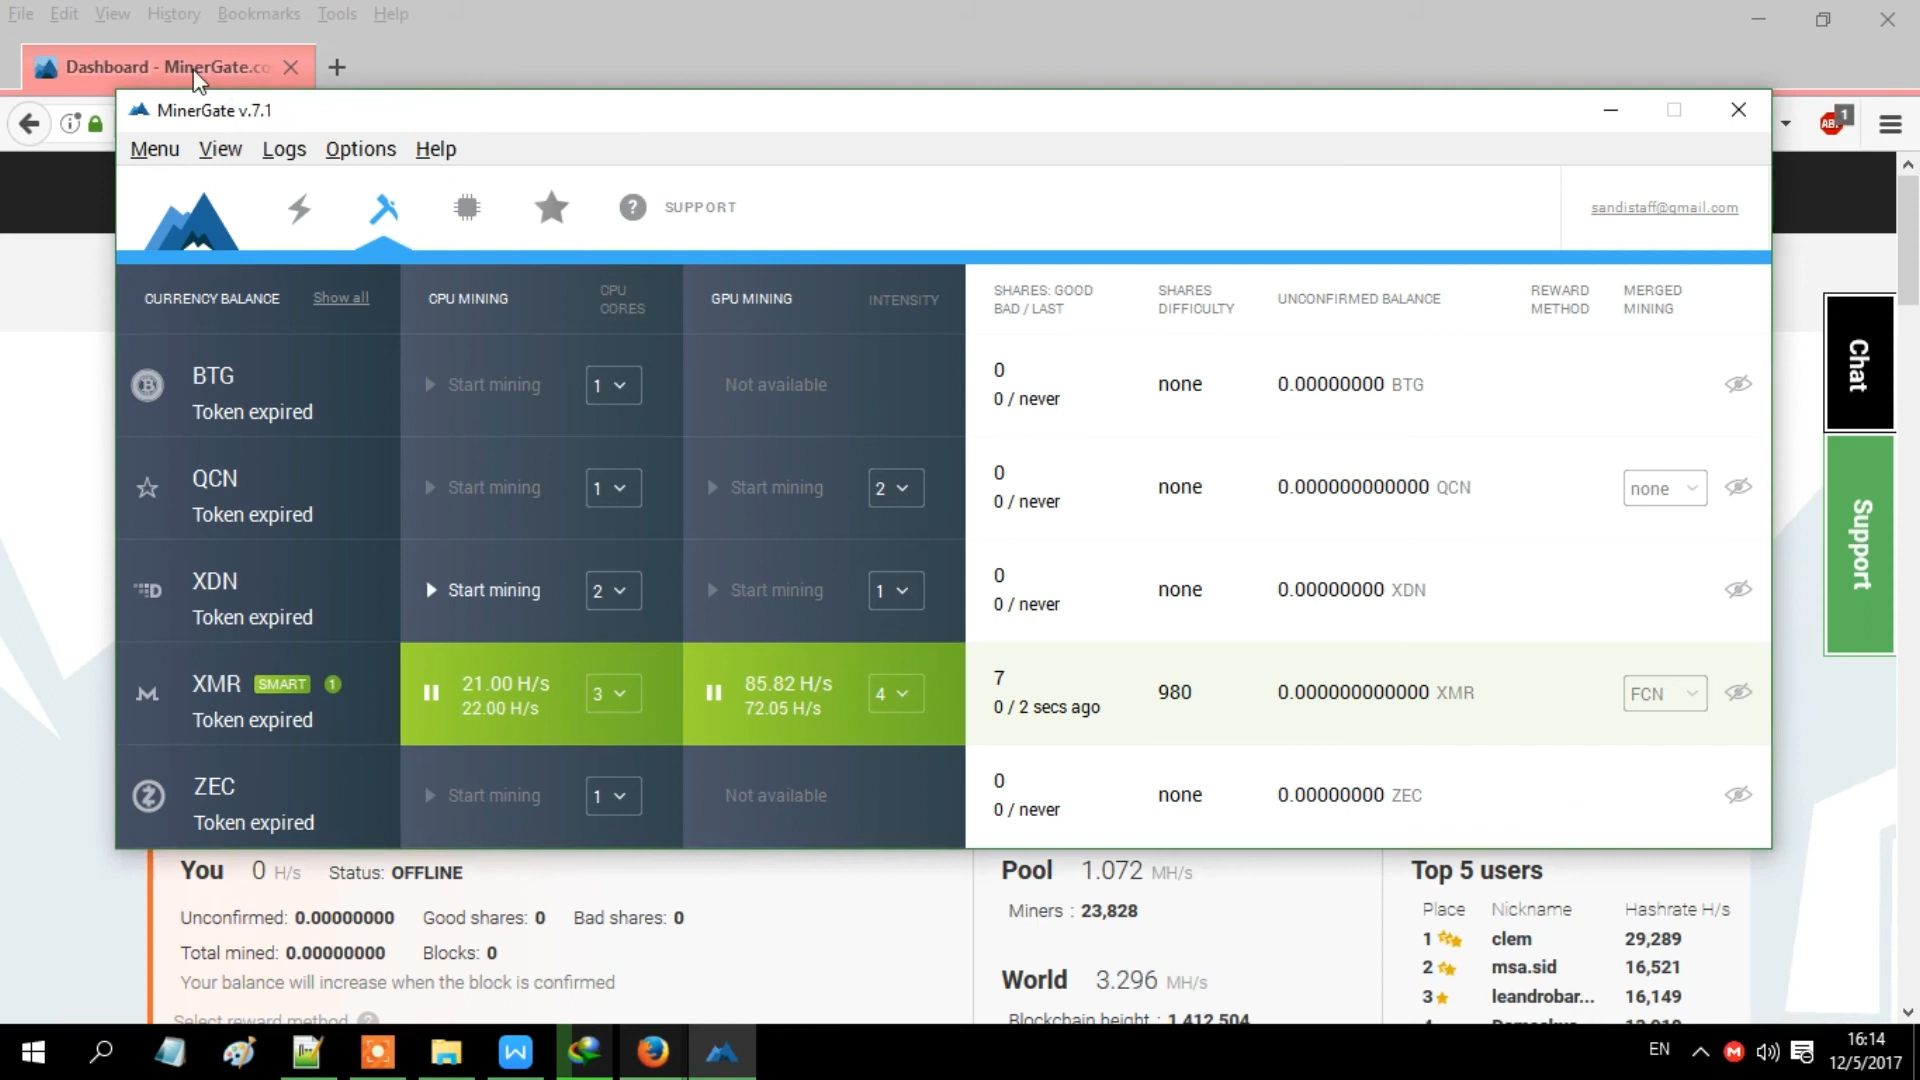 File Edit View History Bookmarks Tools Help
Dashboard - MinerGate.co
ABP 1
MinerGate v.7.1
Menu View Logs Options Help
? SUPPORT
sandistaff@gmail.com
CURRENCY BALANCE Show all CPU MINING CPU CORES GPU MINING INTENSITY SHARES: GOOD BAD / LAST SHARES DIFFICULTY UNCONFIRMED BALANCE REWARD METHOD MERGED MINING
BTG Start mining 1 Not available 0 none 0.00000000 BTG
Token expired 0 / never
QCN Start mining 1 Start mining 2 0 none 0.000000000000 QCN none
Token expired 0 / never
XDN Start mining 2 Start mining 1 0 none 0.00000000 XDN
Token expired 0 / never
XMR SMART 1 21.00 H/s 3 85.82 H/s 4 7 980 0.000000000000 XMR FCN
Token expired 22.00 H/s 72.05 H/s 0 / 2 secs ago
ZEC Start mining 1 Not available 0 none 0.00000000 ZEC
Token expired 0 / never
Chat
Support
You 0 H/s Status: OFFLINE
Unconfirmed: 0.00000000 Good shares: 0 Bad shares: 0
Total mined: 0.00000000 Blocks: 0
Your balance will increase when the block is confirmed
Select reward method ?
Pool 1.072 MH/s
Miners : 23,828
World 3.296 MH/s
Blockchain height : 1,412,504
Top 5 users
Place Nickname Hashrate H/s
1 clem 29,289
2 msa.sid 16,521
3 leandrobar... 16,149
EN 16:14
12/5/2017